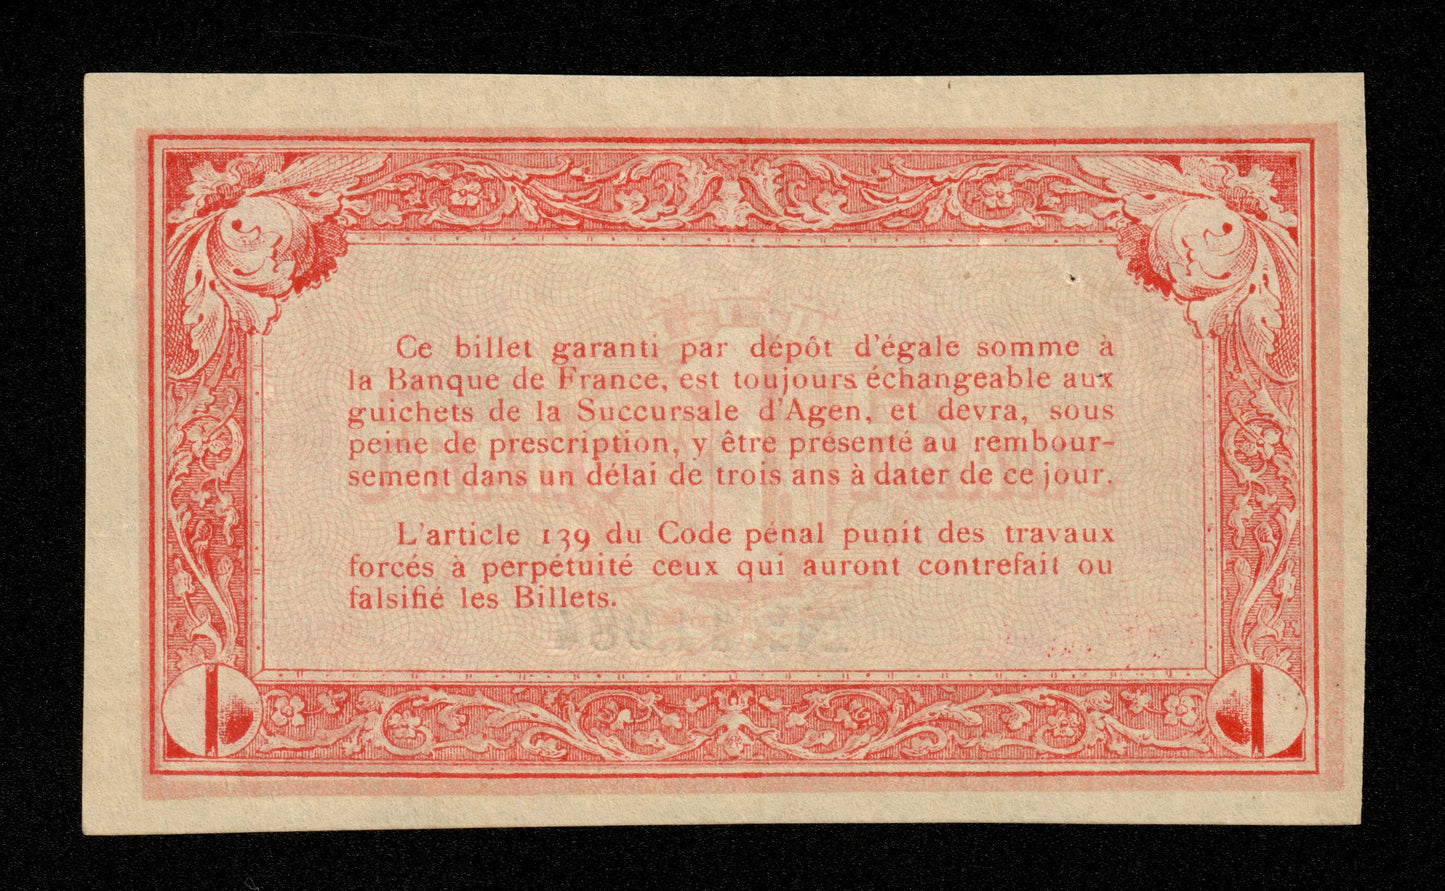 Ce billet garanti par dépôt d'égale somme à
la Banque de France, est toujours échangeable aux
guichets de la Succursale d'Agen, et devra, sous
peine de prescription, y être présenté au rembour-
sement dans un délai de trois ans à dater de ce jour.
L'article 139 du Code pénal punit des travaux
forcés à perpétuité ceux qui auront contrefait ou
falsifié les Billets.
1
1